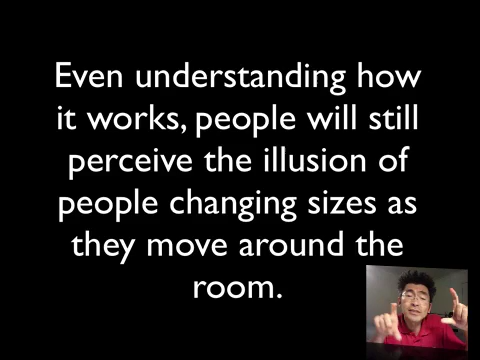 Even understanding how
it works, people will still
perceive the illusion of
people changing sizes as
they move around the
room.